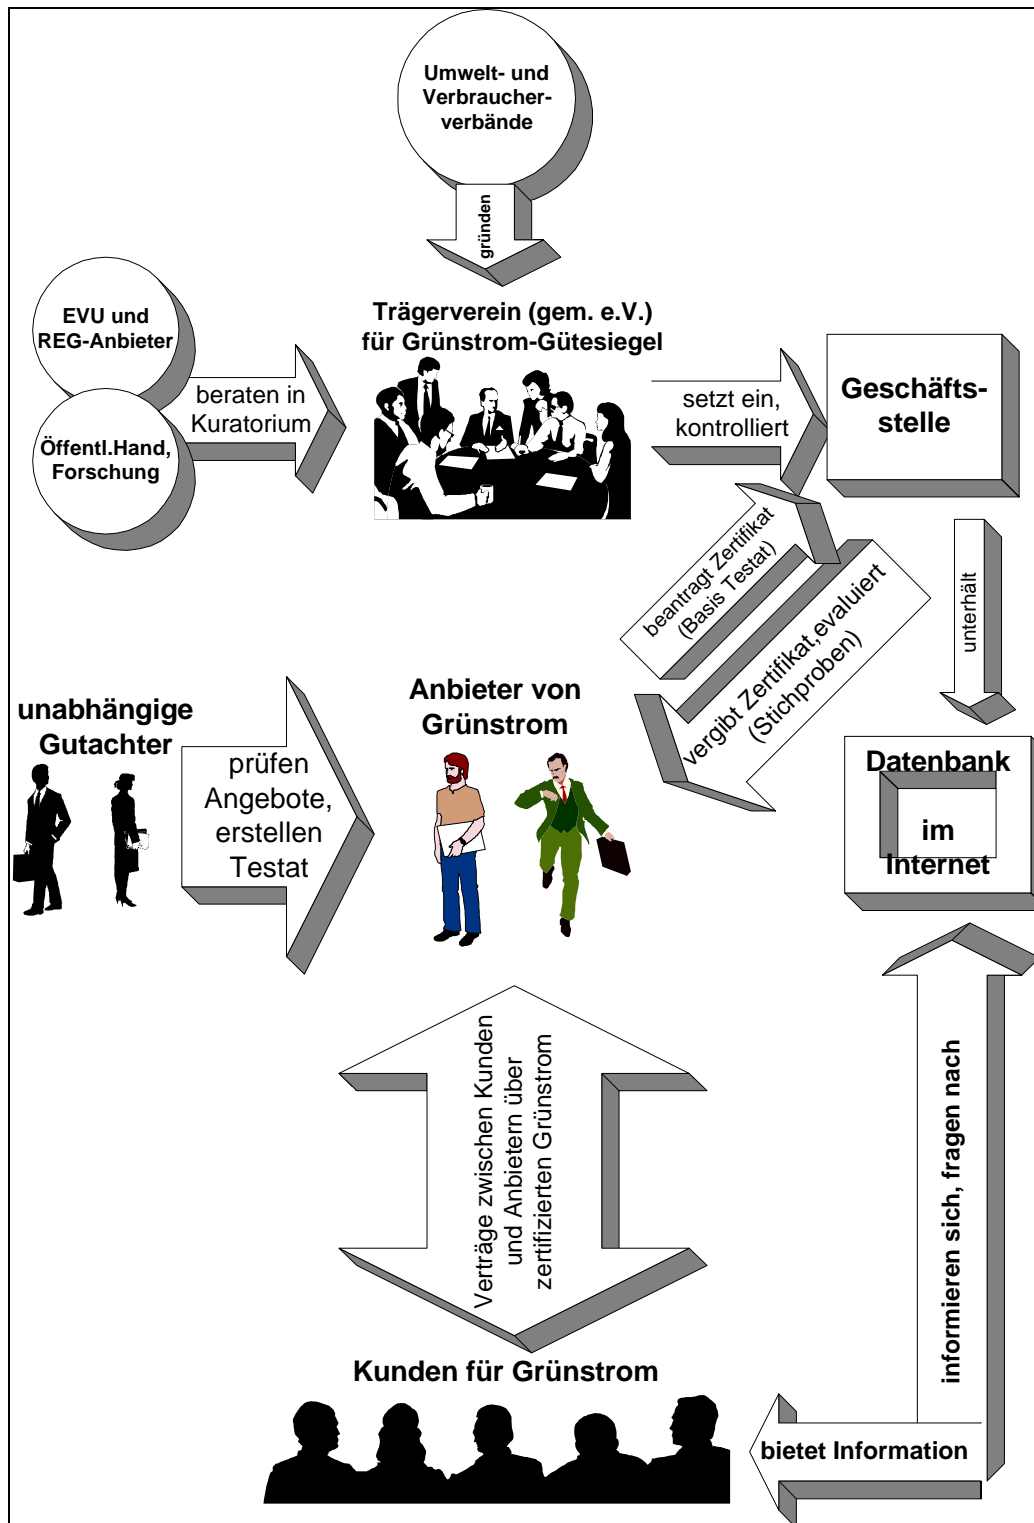 Umwelt- und
Verbraucher-
verbände
gründen
EVU und
REG-Anbieter
Öffentl.Hand,
Forschung
beraten in
Kuratorium
Trägerverein (gem. e.V.)
für Grünstrom-Gütesiegel
setzt ein,
kontrolliert
Geschäfts-
stelle
beantragt Zertifikat
(Basis Testat)
vergibt Zertifikat,evaluiert
(Stichproben)
unterhält
unabhängige
Gutachter
prüfen
Angebote,
erstellen
Testat
Anbieter von
Grünstrom
Datenbank
im
Internet
Verträge zwischen Kunden
und Anbietern über
zertifizierten Grünstrom
informieren sich, fragen nach
Kunden für Grünstrom
bietet Information